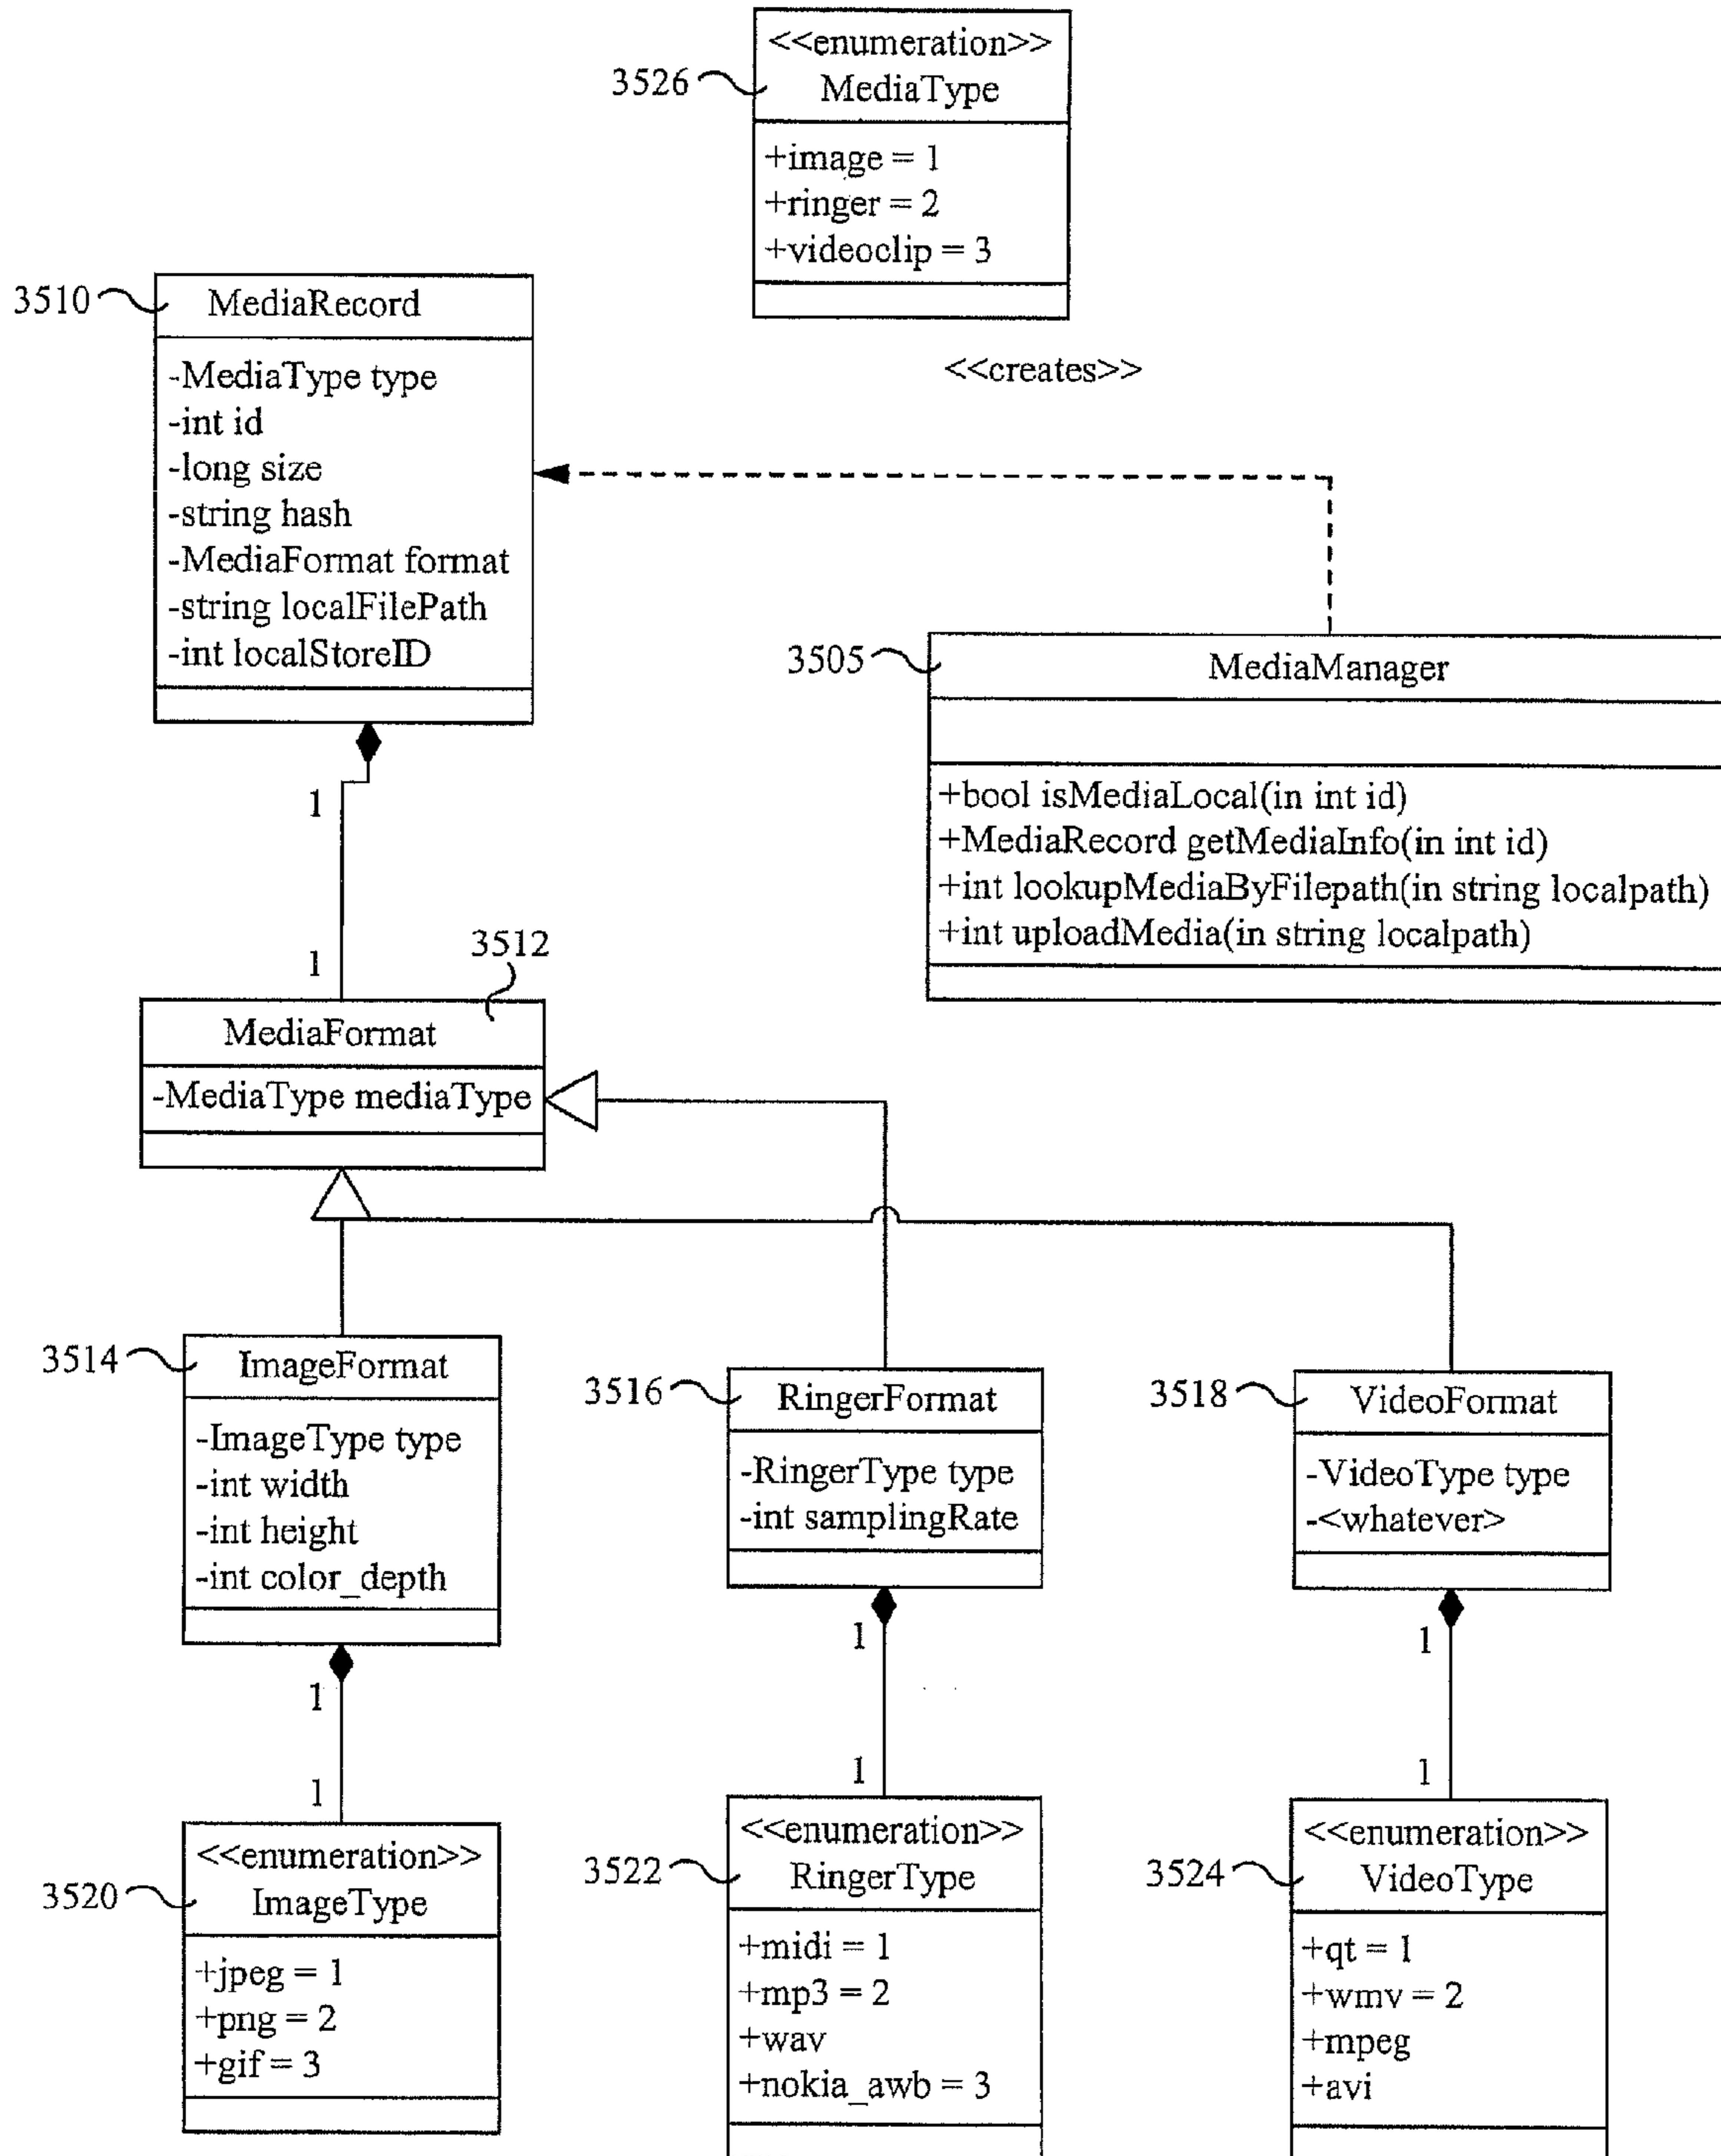 <<enumeration>>
3526
MediaType
+image = 1
+ringer = 2
+videoclip = 3
<<creates>>
3510
MediaRecord
-MediaType type
-int id
-long size
-string hash
-MediaFormat format
-string localFilePath
-int localStoreID
3505
MediaManager
+bool isMediaLocal(in int id)
+MediaRecord getMediaInfo(in int id)
+int lookupMediaByFilepath(in string localpath)
+int uploadMedia(in string localpath)
1
1
3512
MediaFormat
-MediaType mediaType
3514
ImageFormat
-ImageType type
-int width
-int height
-int color_depth
3516
RingerFormat
-RingerType type
-int samplingRate
3518
VideoFormat
-VideoType type
-<whatever>
1
1
1
1
1
1
3520
<<enumeration>>
ImageType
+jpeg = 1
+png = 2
+gif = 3
3522
<<enumeration>>
RingerType
+midi = 1
+mp3 = 2
+wav
+nokia_awb = 3
3524
<<enumeration>>
VideoType
+qt = 1
+wmv = 2
+mpeg
+avi